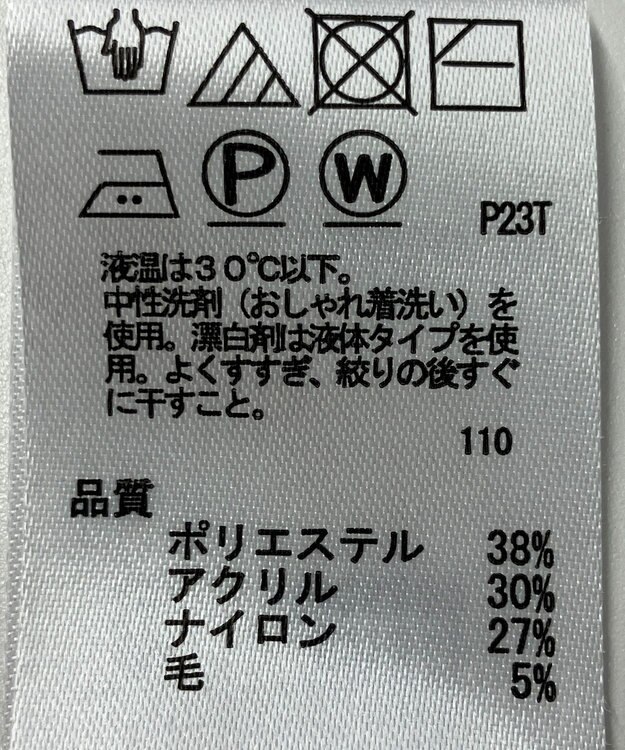 P W
P23T
液温は30℃以下。
中性洗剤（おしゃれ着洗い）を
使用。漂白剤は液体タイプを使
用。よくすすぎ、絞りの後すぐ
に干すこと。
110
品質
ポリエステル 38%
アクリル 30%
ナイロン 27%
毛 5%